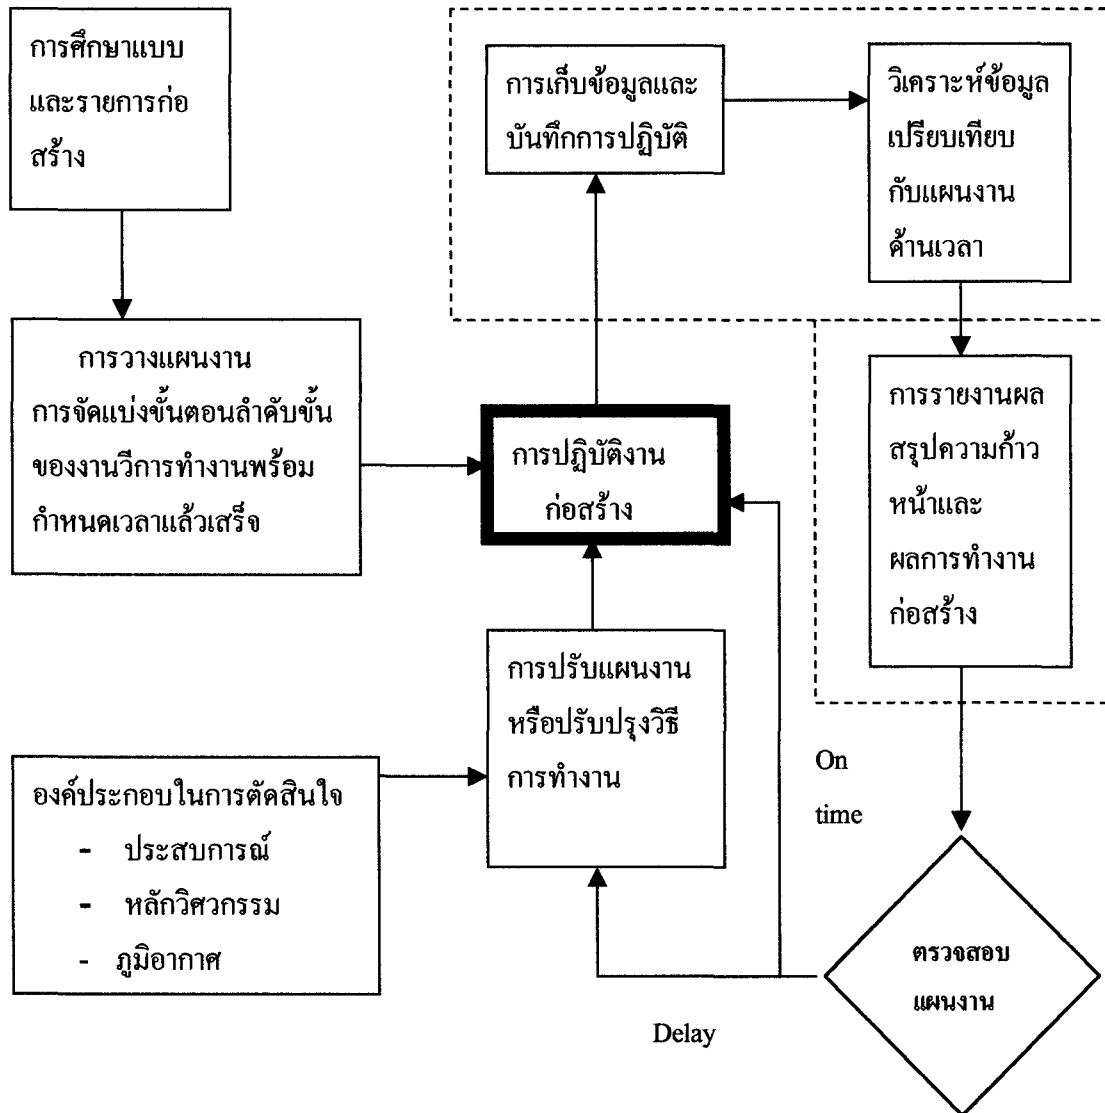 การศึกษาแบบ
และรายการก่อ
สร้าง
การเก็บข้อมูลและ
บันทึกการปฏิบัติ
วิเคราะห์ข้อมูล
เปรียบเทียบ
กับแผนงาน
ด้านเวลา
การวางแผนงาน
การจัดแบ่งขั้นตอนลำดับขั้น
ของงานวีการทำงานพร้อม
กำหนดเวลาแล้วเสร็จ
การปฏิบัติงาน
ก่อสร้าง
การรายงานผล
สรุปความก้าว
หน้าและ
ผลการทำงาน
ก่อสร้าง
การปรับแผนงาน
หรือปรับปรุงวิธี
การทำงาน
องค์ประกอบในการตัดสินใจ
- ประสบการณ์
- หลักวิศวกรรม
- ภูมิอากาศ
On
time
ตรวจสอบ
แผนงาน
Delay